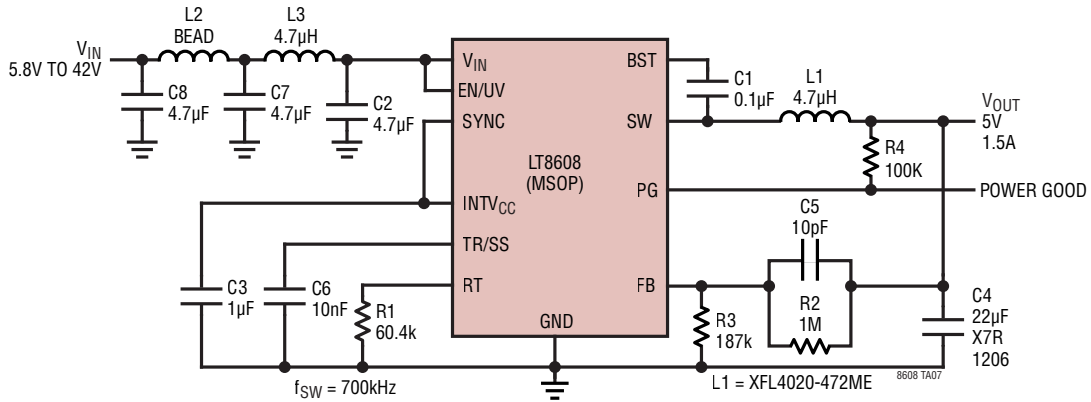 L2
BEAD
L3
4.7µH
VIN
5.8V TO 42V
C8
4.7µF
C7
4.7µF
C2
4.7µF
VIN
EN/UV
SYNC
INTVCC
TR/SS
RT
LT8608
(MSOP)
GND
BST
SW
PG
FB
C1
0.1µF
L1
4.7µH
VOUT
5V
1.5A
R4
100K
POWER GOOD
C5
10pF
R2
1M
C3
1µF
C6
10nF
R1
60.4k
R3
187k
C4
22µF
X7R
1206
fSW = 700kHz
L1 = XFL4020-472ME
8608 TA07